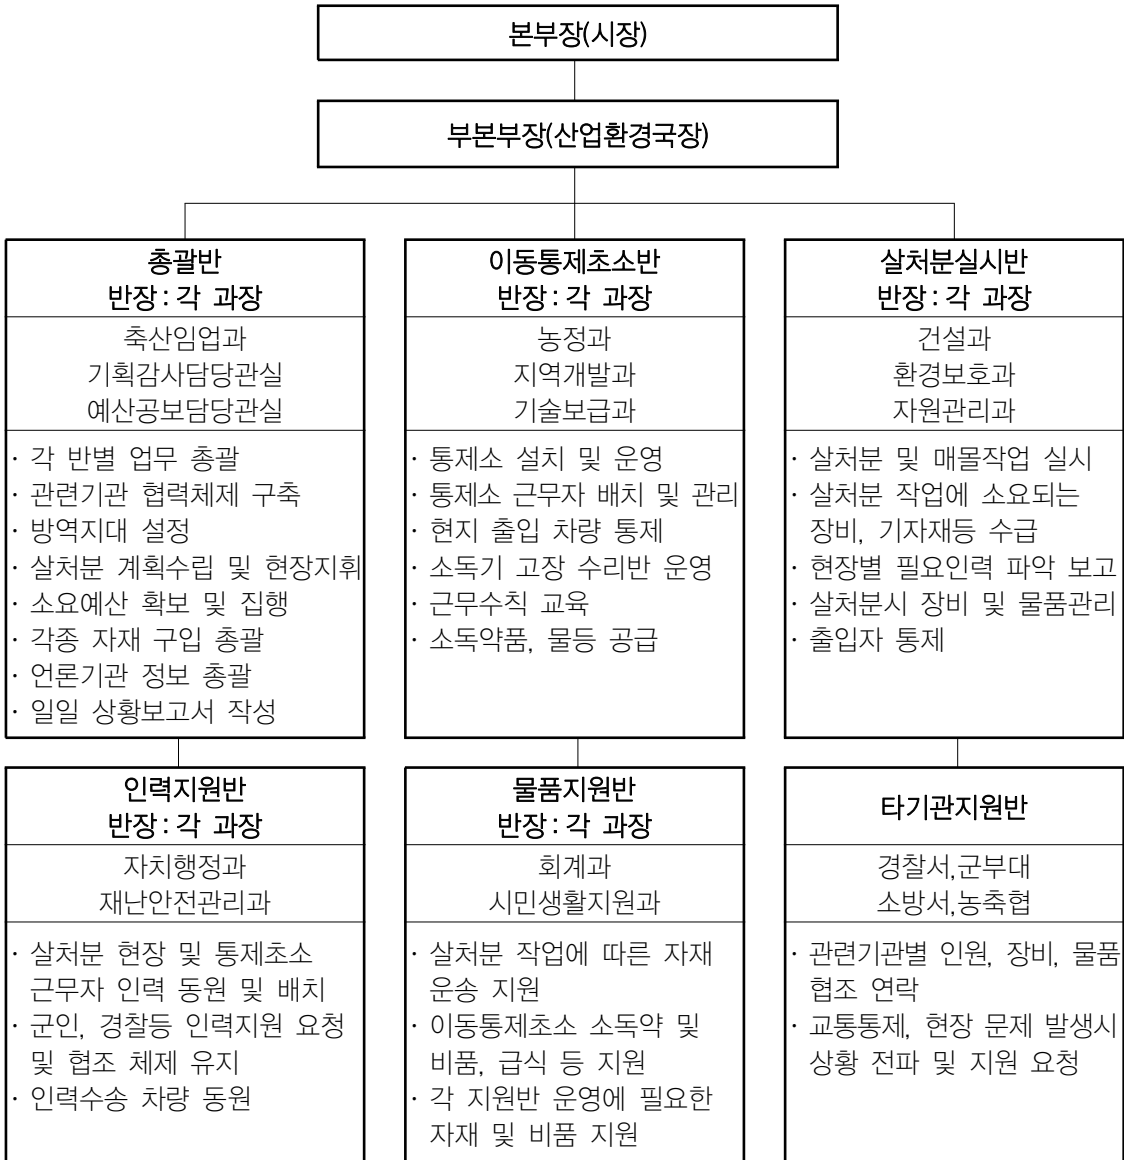 본부장(시장)
부본부장(산업환경국장)
총괄반
반장 : 각 과장
축산임업과
기획감사담당관실
예산공보담당관실
· 각 반별 업무 총괄
· 관련기관 협력체제 구축
· 방역지대 설정
· 살처분 계획수립 및 현장지휘
· 소요예산 확보 및 집행
· 각종 자재 구입 총괄
· 언론기관 정보 총괄
· 일일 상황보고서 작성
이동통제초소반
반장 : 각 과장
농정과
지역개발과
기술보급과
· 통제소 설치 및 운영
· 통제소 근무자 배치 및 관리
· 현지 출입 차량 통제
· 소독기 고장 수리반 운영
· 근무수칙 교육
· 소독약품, 물등 공급
살처분실시반
반장 : 각 과장
건설과
환경보호과
자원관리과
· 살처분 및 매몰작업 실시
· 살처분 작업에 소요되는
장비, 기자재등 수급
· 현장별 필요인력 파악 보고
· 살처분시 장비 및 물품관리
· 출입자 통제
인력지원반
반장 : 각 과장
자치행정과
재난안전관리과
· 살처분 현장 및 통제초소
근무자 인력 동원 및 배치
· 군인, 경찰등 인력지원 요청
및 협조 체제 유지
· 인력수송 차량 동원
물품지원반
반장 : 각 과장
회계과
시민생활지원과
· 살처분 작업에 따른 자재
운송 지원
· 이동통제초소 소독약 및
비품, 급식 등 지원
· 각 지원반 운영에 필요한
자재 및 비품 지원
타기관지원반
경찰서,군부대
소방서,농축협
· 관련기관별 인원, 장비, 물품
협조 연락
· 교통통제, 현장 문제 발생시
상황 전파 및 지원 요청